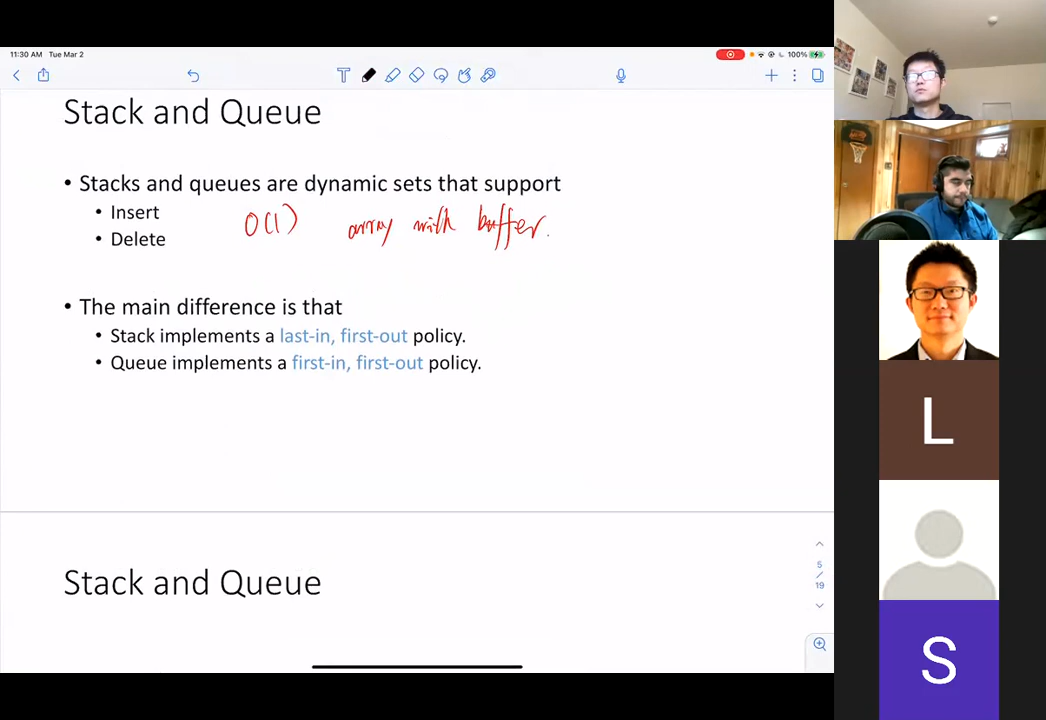 11:30 AM Tue Mar 2
100%
Stack and Queue
• Stacks and queues are dynamic sets that support
• Insert
• Delete
O(1) array with buffer.
• The main difference is that
• Stack implements a last-in, first-out policy.
• Queue implements a first-in, first-out policy.
Stack and Queue
5
/
19
T
L
S